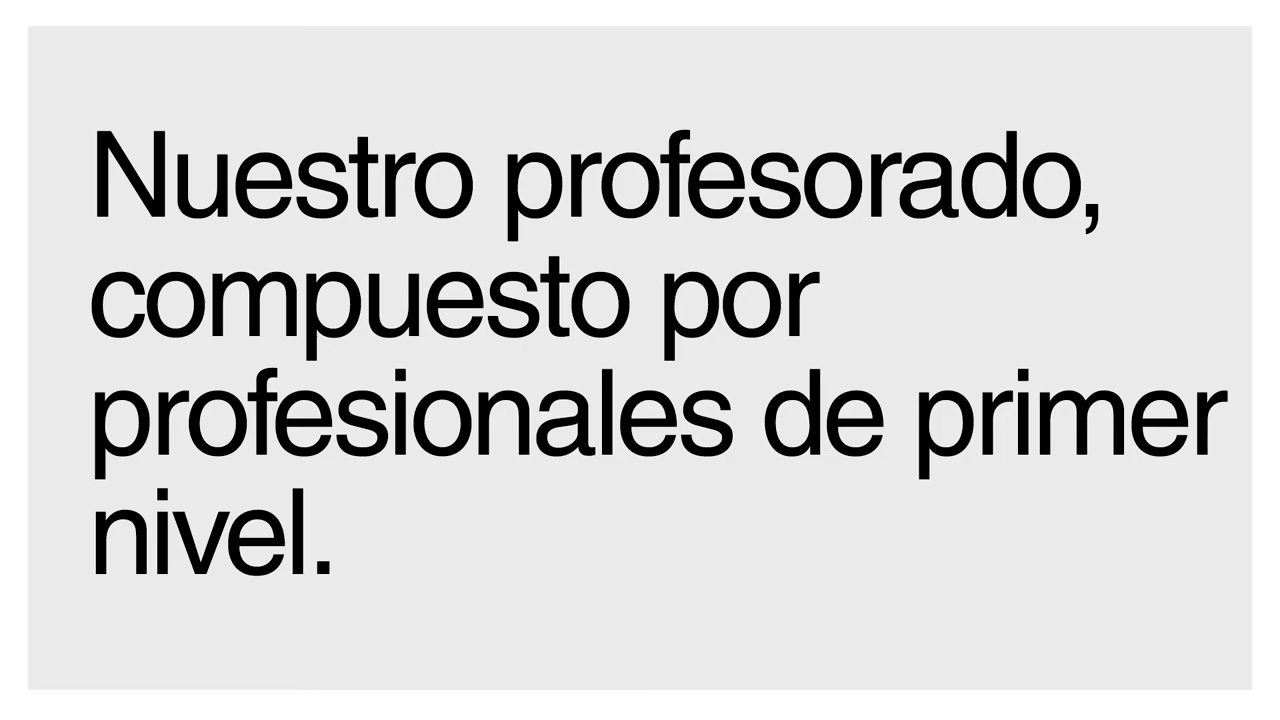 Nuestro profesorado,
compuesto por
profesionales de primer
nivel.